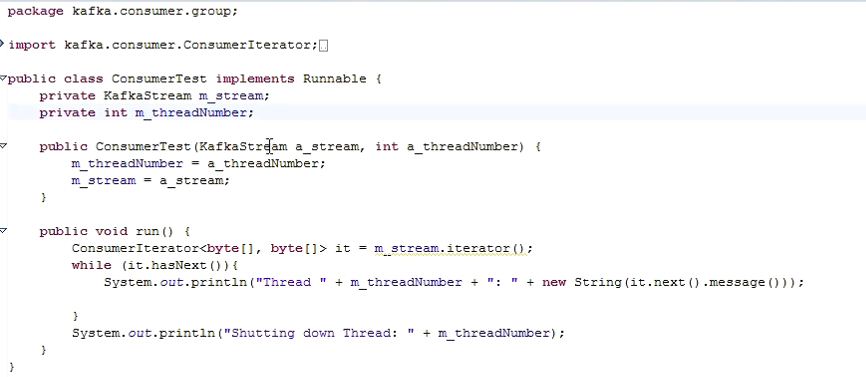 package kafka.consumer.group;
import kafka.consumer.ConsumerIterator;
public class ConsumerTest implements Runnable {
    private KafkaStream m_stream;
    private int m_threadNumber;
    public ConsumerTest(KafkaStream a_stream, int a_threadNumber) {
        m_threadNumber = a_threadNumber;
        m_stream = a_stream;
    }
    public void run() {
        ConsumerIterator<byte[], byte[]> it = m_stream.iterator();
        while (it.hasNext()){
            System.out.println("Thread " + m_threadNumber + ": " + new String(it.next().message()));
        }
        System.out.println("Shutting down Thread: " + m_threadNumber);
    }
}